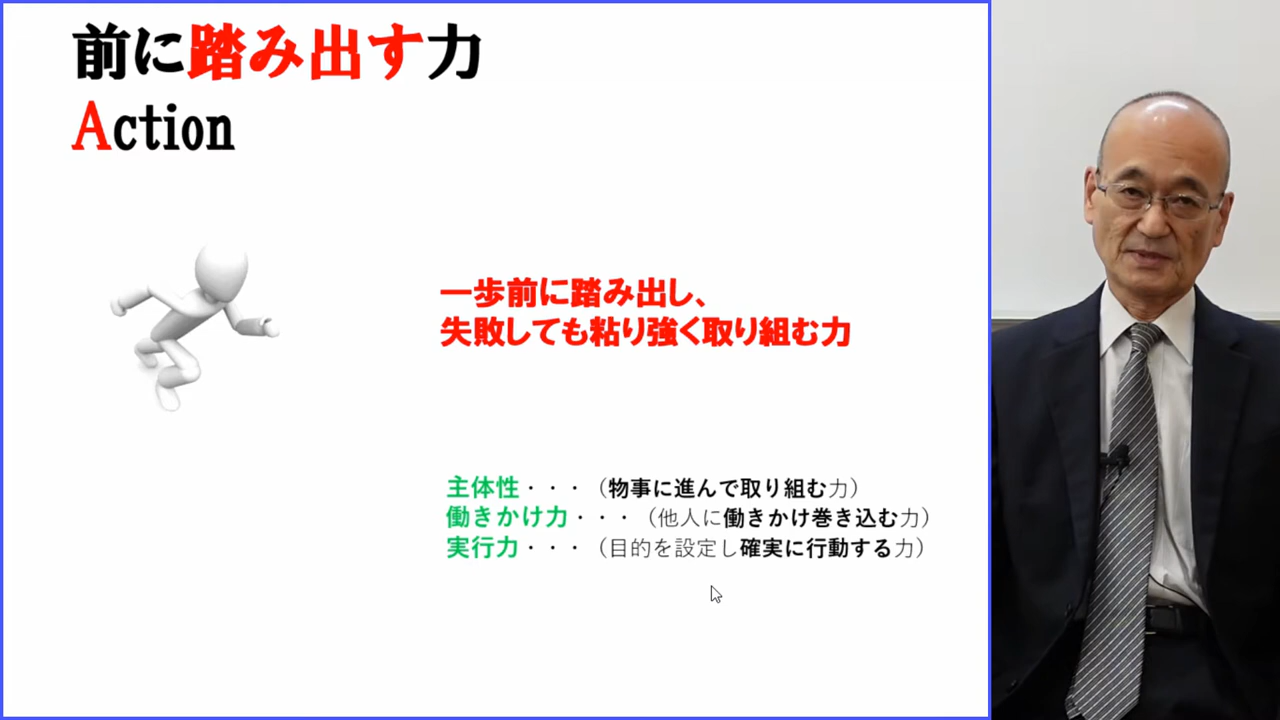 前に踏み出す力
Action
一歩前に踏み出し、
失敗しても粘り強く取り組む力
主体性・・・（物事に進んで取り組む力）
働きかけ力・・・（他人に働きかけ巻き込む力）
実行力・・・（目的を設定し確実に行動する力）